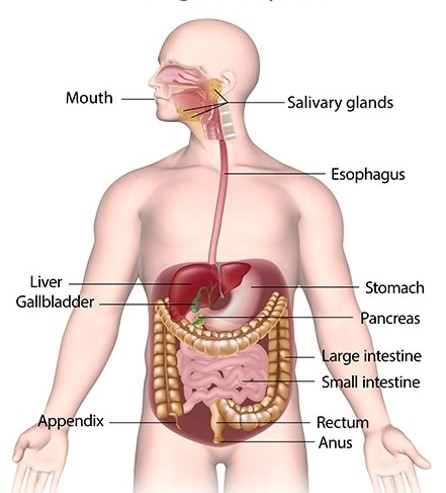 Mouth
Salivary glands
Esophagus
Liver
Stomach
Gallbladder
Pancreas
Large intestine
Small intestine
Appendix
Rectum
Anus